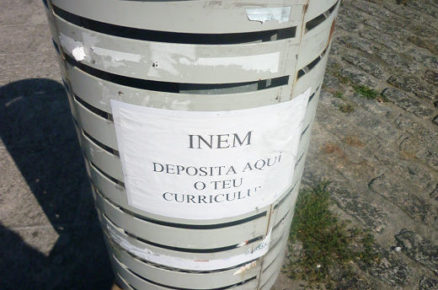 INEM
DEPOSITA AQUI
O TEU
CURRICULU